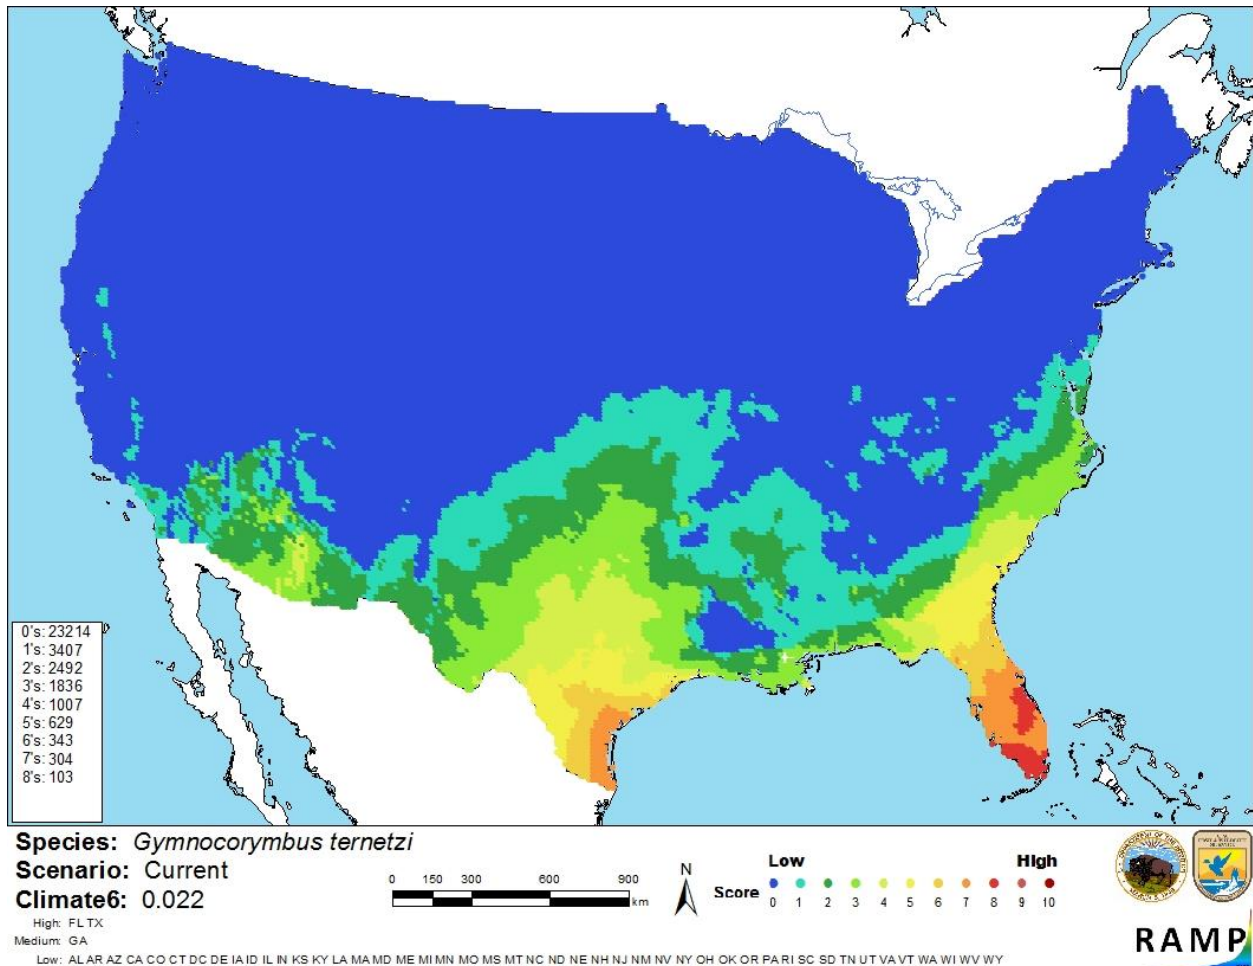 0's: 23214
1's: 3407
2's: 2492
3's: 1836
4's: 1007
5's: 629
6's: 343
7's: 304
8's: 103
Species: Gymnocorymbus ternetzi
Scenario: Current
Climate6: 0.022
High: FL TX
Medium: GA
Low: AL AR AZ CA CO CT DC DE IA ID IL IN KS KY LA MA MD ME MI MN MO MS MT NC ND NE NH NJ NM NV NY OH OK OR PA RI SC SD TN UT VA VT WA WI WV WY
0 150 300 600 900
km
N
Low High
Score
0 1 2 3 4 5 6 7 8 9 10
RAMP